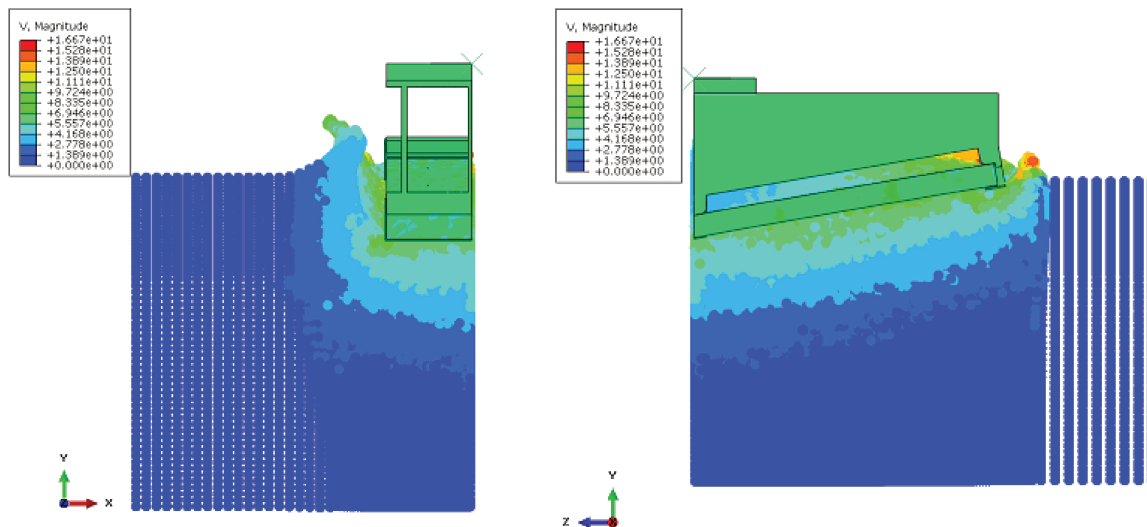 V, Magnitude
+1.667e+01
+1.528e+01
+1.389e+01
+1.250e+01
+1.111e+01
+9.724e+00
+8.335e+00
+6.946e+00
+5.557e+00
+4.168e+00
+2.778e+00
+1.389e+00
+0.000e+00
Y
X
V, Magnitude
+1.667e+01
+1.528e+01
+1.389e+01
+1.250e+01
+1.111e+01
+9.724e+00
+8.335e+00
+6.946e+00
+5.557e+00
+4.168e+00
+2.778e+00
+1.389e+00
+0.000e+00
Y
Z
X